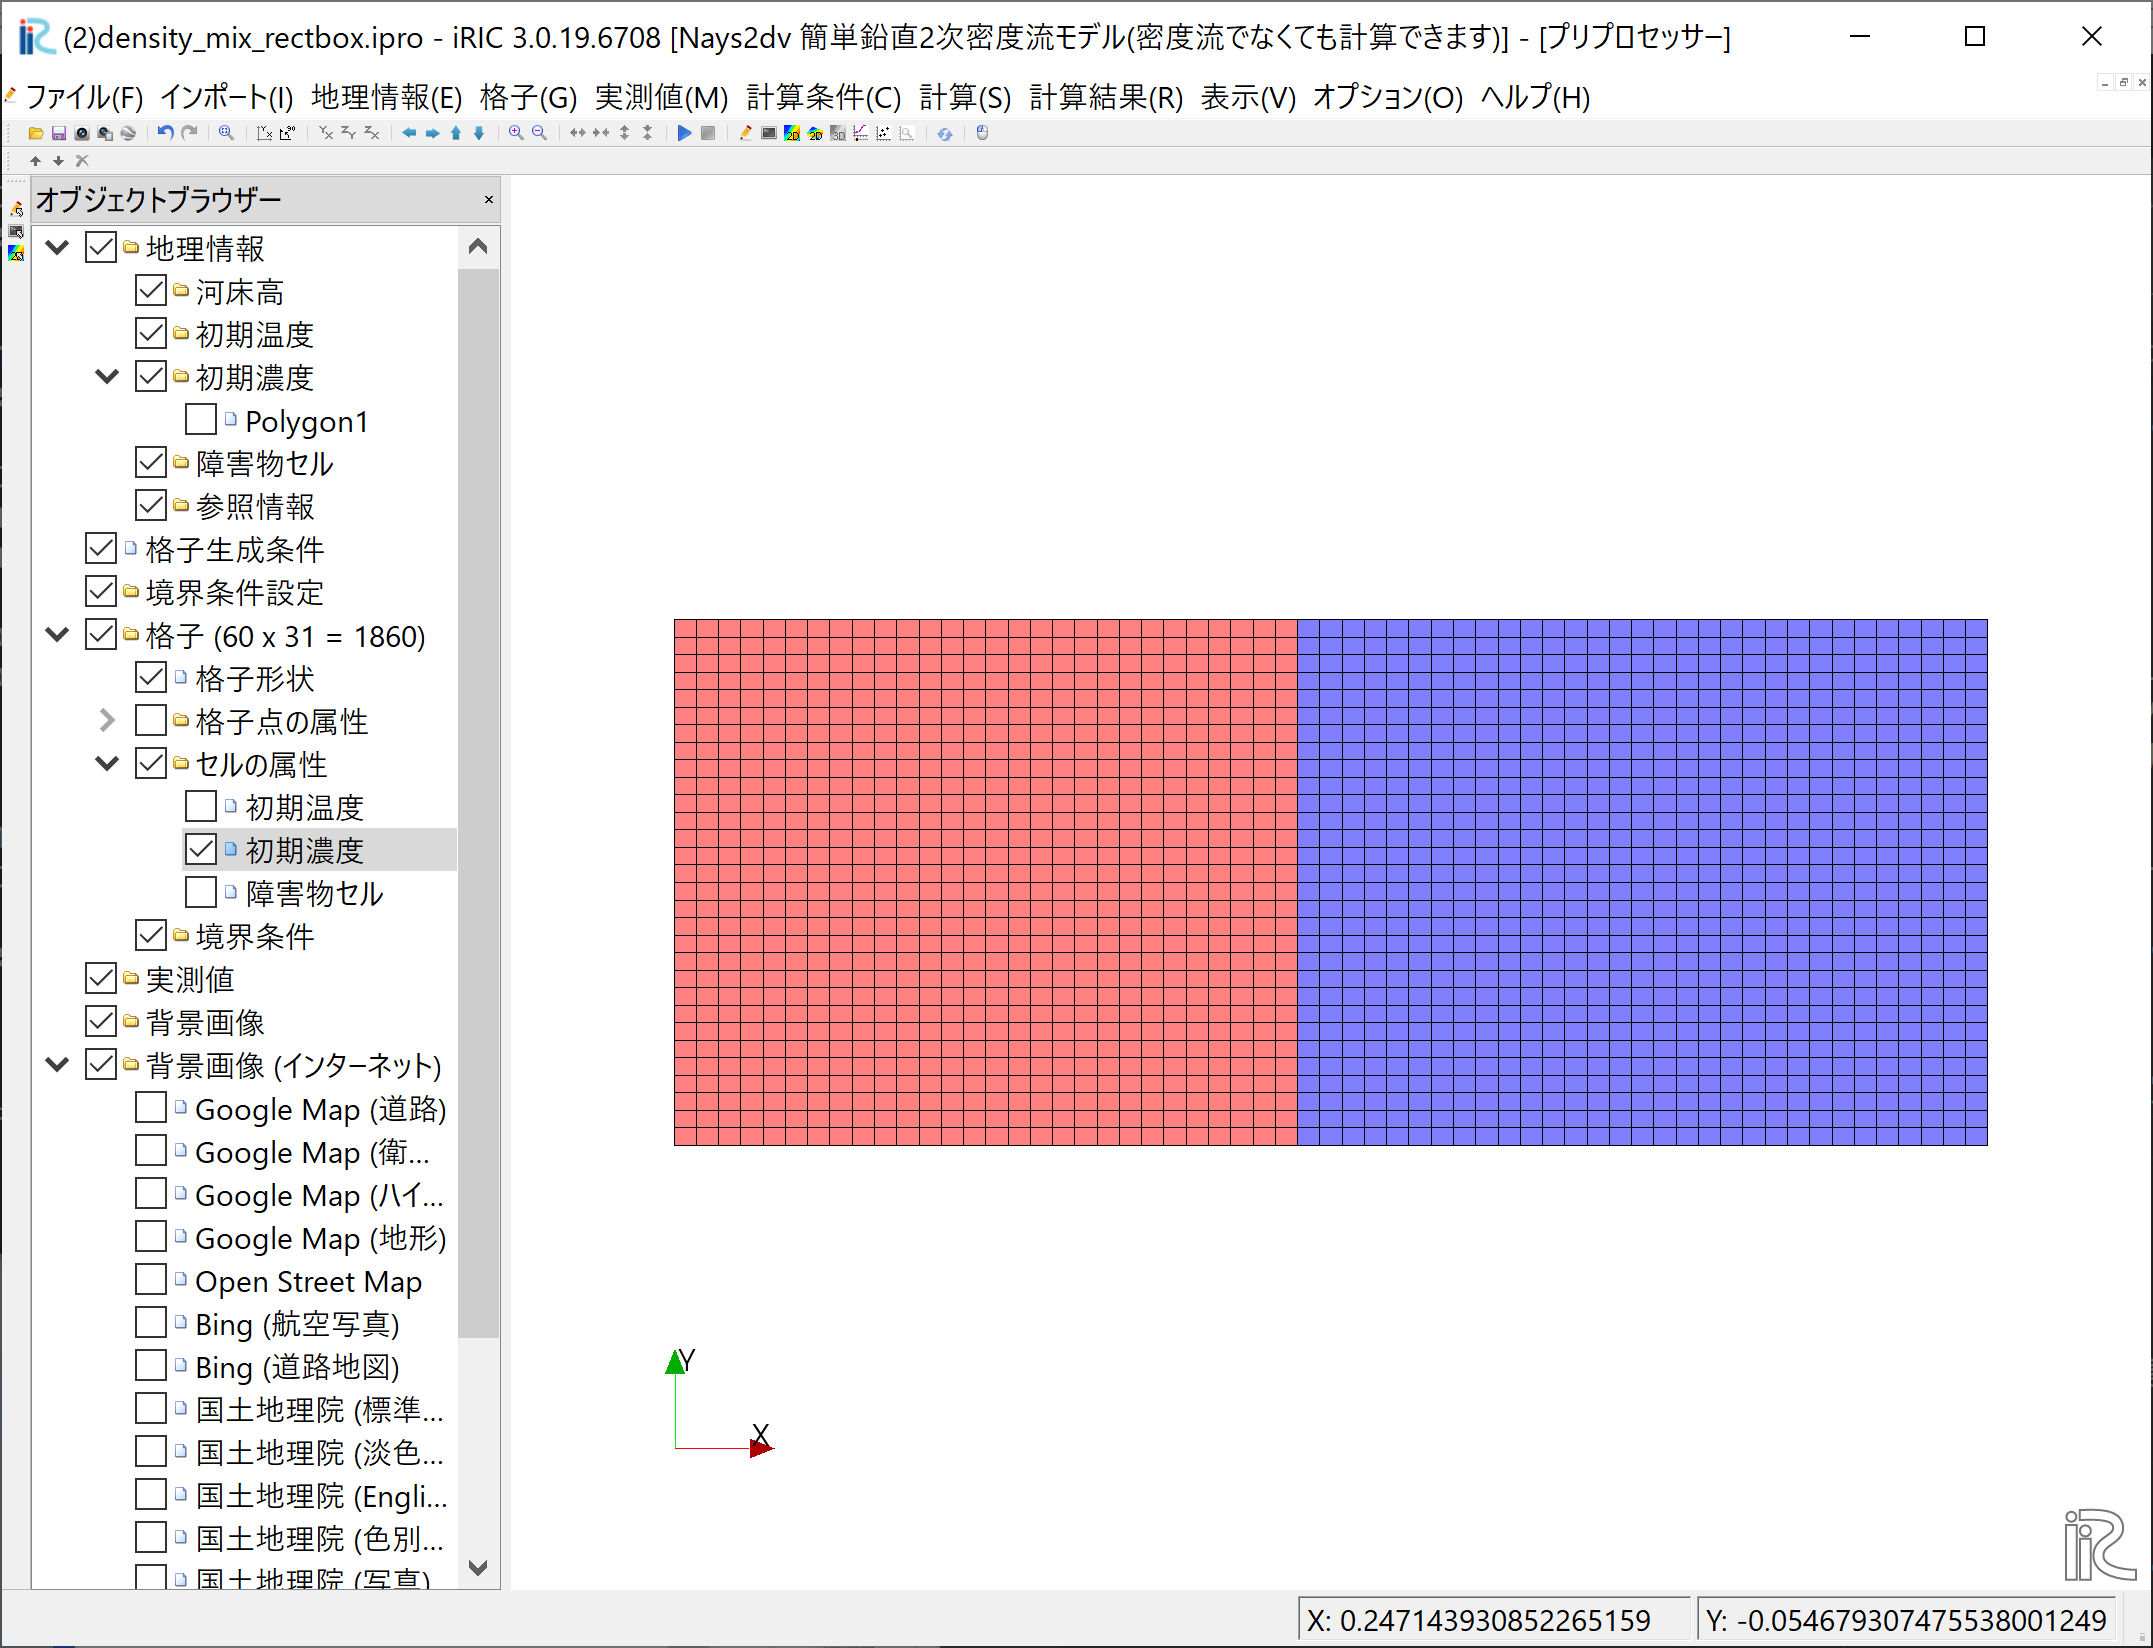 (2)density_mix_rectbox.ipro - iRIC 3.0.19.6708 [Nays2dv 簡単鉛直2次密度流モデル(密度流でなくても計算できます)] - [プリプロセッサー]
ファイル(F) インポート(I) 地理情報(E) 格子(G) 実測値(M) 計算条件(C) 計算(S) 計算結果(R) 表示(V) オプション(O) ヘルプ(H)
オブジェクトブラウザー
地理情報
河床高
初期温度
初期濃度
Polygon1
障害物セル
参照情報
格子生成条件
境界条件設定
格子 (60 x 31 = 1860)
格子形状
格子点の属性
セルの属性
初期温度
初期濃度
障害物セル
境界条件
実測値
背景画像
背景画像 (インターネット)
Google Map (道路)
Google Map (衛...
Google Map (ハイ...
Google Map (地形)
Open Street Map
Bing (航空写真)
Bing (道路地図)
国土地理院 (標準...
国土地理院 (淡色...
国土地理院 (Engli...
国土地理院 (色別...
国土地理院 (写真)
Y
X
iRIC
X: 0.247143930852265159
Y: -0.054679307475538001249